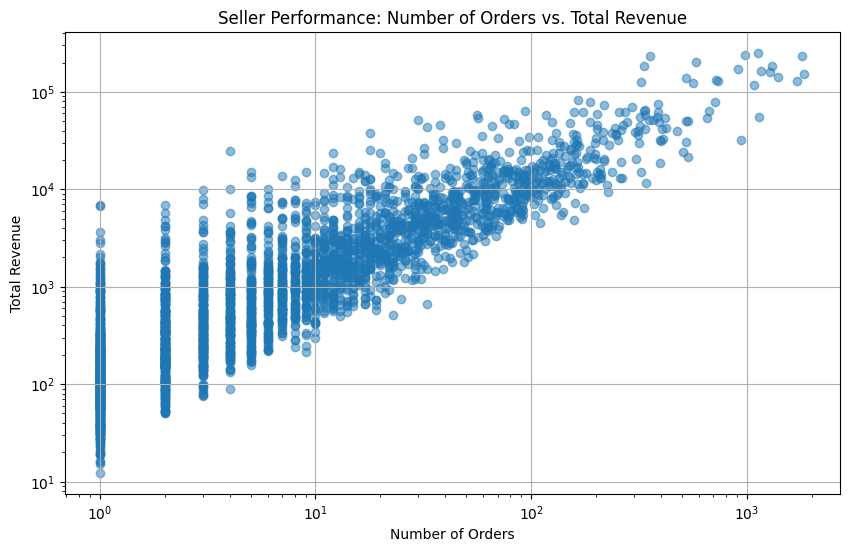 Seller Performance: Number of Orders vs. Total Revenue
Total Revenue
10^5
10^4
10^3
10^2
10^1
10^0 10^1 10^2 10^3
Number of Orders